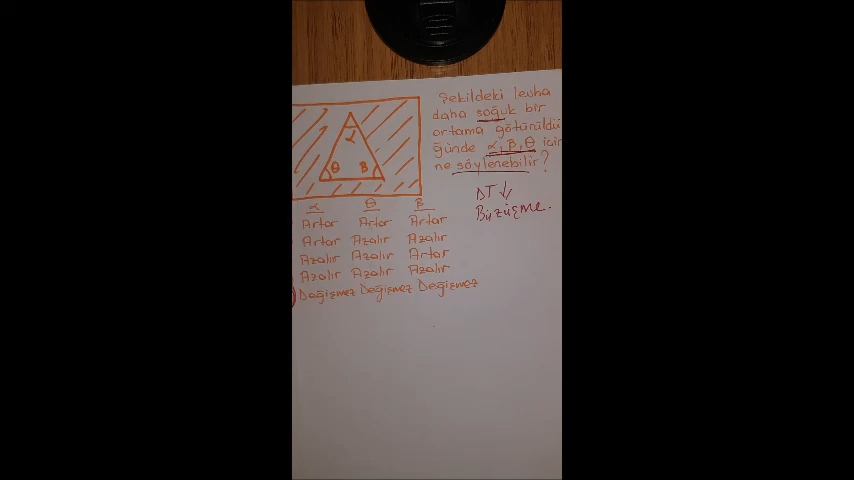 Şekildeki levha
daha soğuk bir
ortama götürüldü
ğünde α, β, θ için
ne söylenebilir?
α
θ β
ΔT ↓
Büzüşme.
α θ β
Artar Artar Artar
Artar Azalır Azalır
Azalır Azalır Artar
Azalır Azalır Azalır
Değişmez Değişmez Değişmez